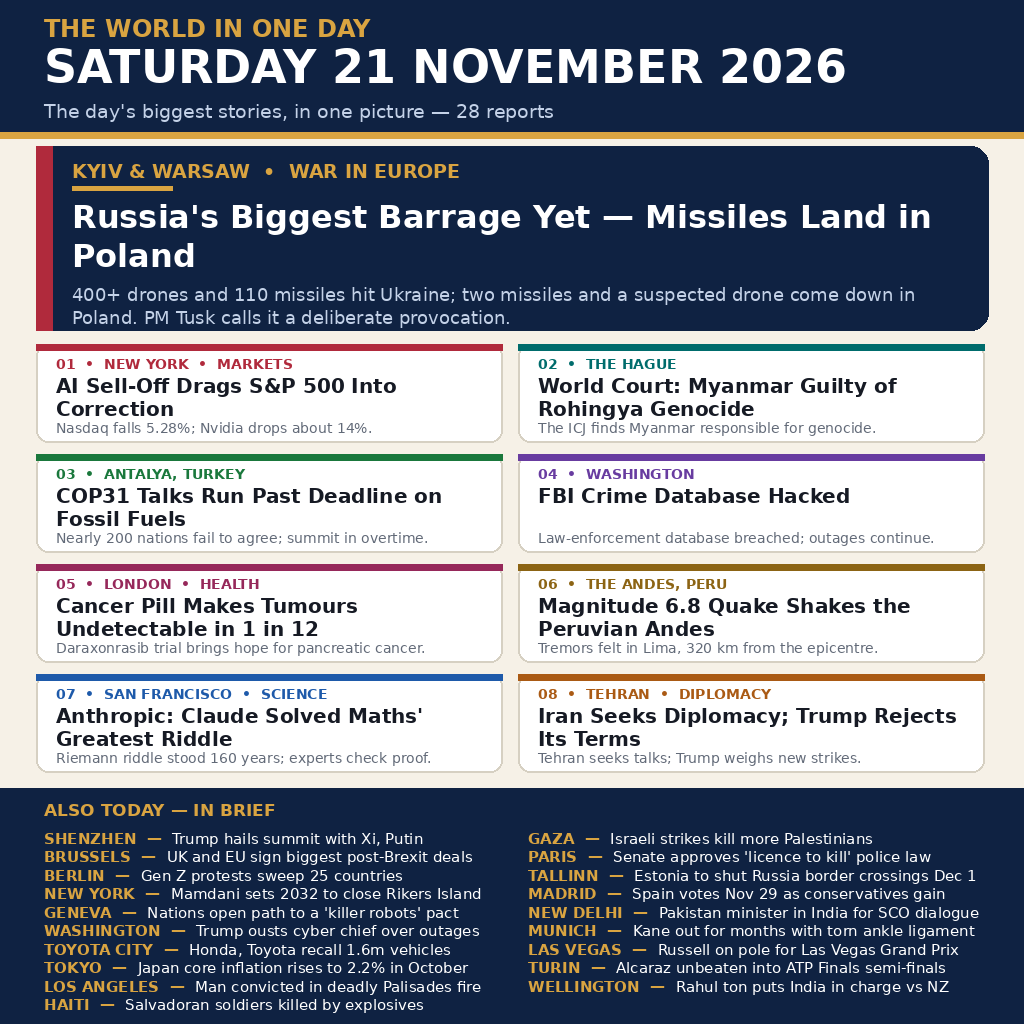 THE WORLD IN ONE DAY
SATURDAY 21 NOVEMBER 2026
The day's biggest stories, in one picture — 28 reports
KYIV & WARSAW • WAR IN EUROPE
Russia's Biggest Barrage Yet — Missiles Land in
Poland
400+ drones and 110 missiles hit Ukraine; two missiles and a suspected drone come down in
Poland. PM Tusk calls it a deliberate provocation.
01 • NEW YORK • MARKETS
AI Sell-Off Drags S&P 500 Into
Correction
Nasdaq falls 5.28%; Nvidia drops about 14%.
02 • THE HAGUE
World Court: Myanmar Guilty of
Rohingya Genocide
The ICJ finds Myanmar responsible for genocide.
03 • ANTALYA, TURKEY
COP31 Talks Run Past Deadline on
Fossil Fuels
Nearly 200 nations fail to agree; summit in overtime.
04 • WASHINGTON
FBI Crime Database Hacked
Law-enforcement database breached; outages continue.
05 • LONDON • HEALTH
Cancer Pill Makes Tumours
Undetectable in 1 in 12
Daraxonrasib trial brings hope for pancreatic cancer.
06 • THE ANDES, PERU
Magnitude 6.8 Quake Shakes the
Peruvian Andes
Tremors felt in Lima, 320 km from the epicentre.
07 • SAN FRANCISCO • SCIENCE
Anthropic: Claude Solved Maths'
Greatest Riddle
Riemann riddle stood 160 years; experts check proof.
08 • TEHRAN • DIPLOMACY
Iran Seeks Diplomacy; Trump Rejects
Its Terms
Tehran seeks talks; Trump weighs new strikes.
ALSO TODAY — IN BRIEF
SHENZHEN — Trump hails summit with Xi, Putin
BRUSSELS — UK and EU sign biggest post-Brexit deals
BERLIN — Gen Z protests sweep 25 countries
NEW YORK — Mamdani sets 2032 to close Rikers Island
GENEVA — Nations open path to a 'killer robots' pact
WASHINGTON — Trump ousts cyber chief over outages
TOYOTA CITY — Honda, Toyota recall 1.6m vehicles
TOKYO — Japan core inflation rises to 2.2% in October
LOS ANGELES — Man convicted in deadly Palisades fire
HAITI — Salvadoran soldiers killed by explosives
GAZA — Israeli strikes kill more Palestinians
PARIS — Senate approves 'licence to kill' police law
TALLINN — Estonia to shut Russia border crossings Dec 1
MADRID — Spain votes Nov 29 as conservatives gain
NEW DELHI — Pakistan minister in India for SCO dialogue
MUNICH — Kane out for months with torn ankle ligament
LAS VEGAS — Russell on pole for Las Vegas Grand Prix
TURIN — Alcaraz unbeaten into ATP Finals semi-finals
WELLINGTON — Rahul ton puts India in charge vs NZ